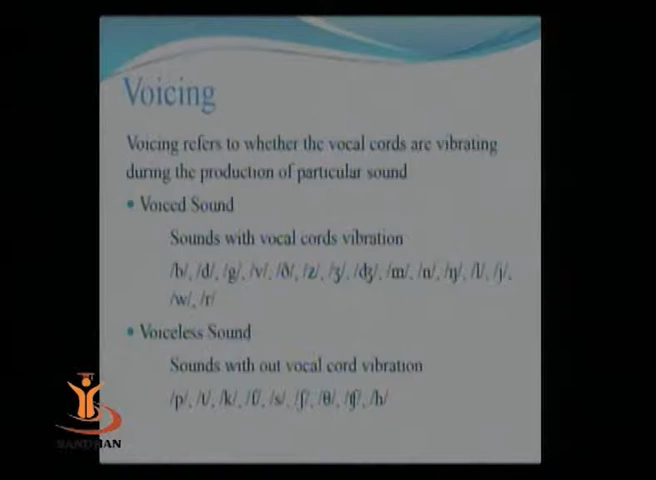 Voicing
Voicing refers to whether the vocal cords are vibrating
during the production of particular sound
• Voiced Sound
Sounds with vocal cords vibration
/b/, /d/, /g/, /v/, /ð/, /z/, /ʒ/, /dʒ/, /m/, /n/, /ŋ/, /l/, /j/,
/w/, /r/
• Voiceless Sound
Sounds with out vocal cord vibration
/p/, /t/, /k/, /f/, /s/, /ʃ/, /θ/, /tʃ/, /h/
SANDHAN